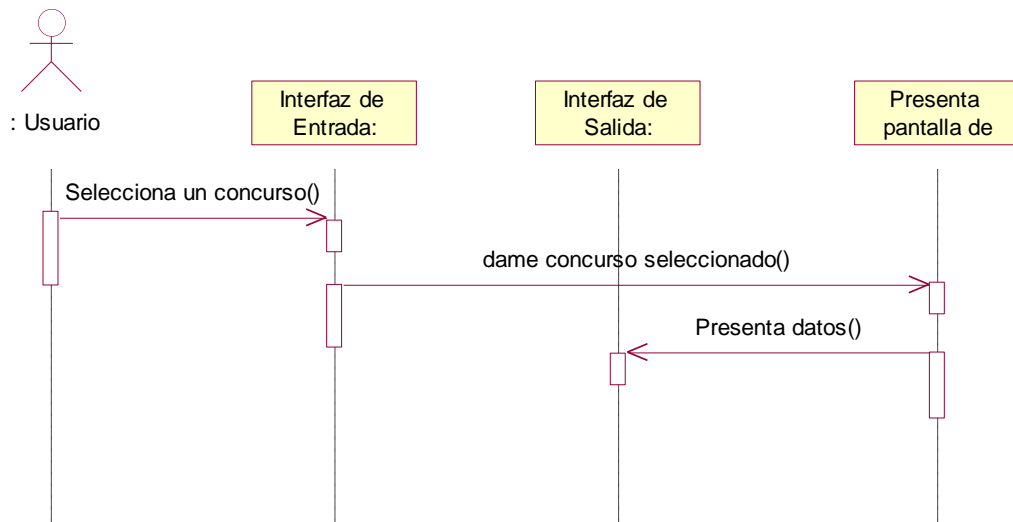 : Usuario
Interfaz de
Entrada:
Interfaz de
Salida:
Presenta
pantalla de
Selecciona un concurso()
dame concurso seleccionado()
Presenta datos()